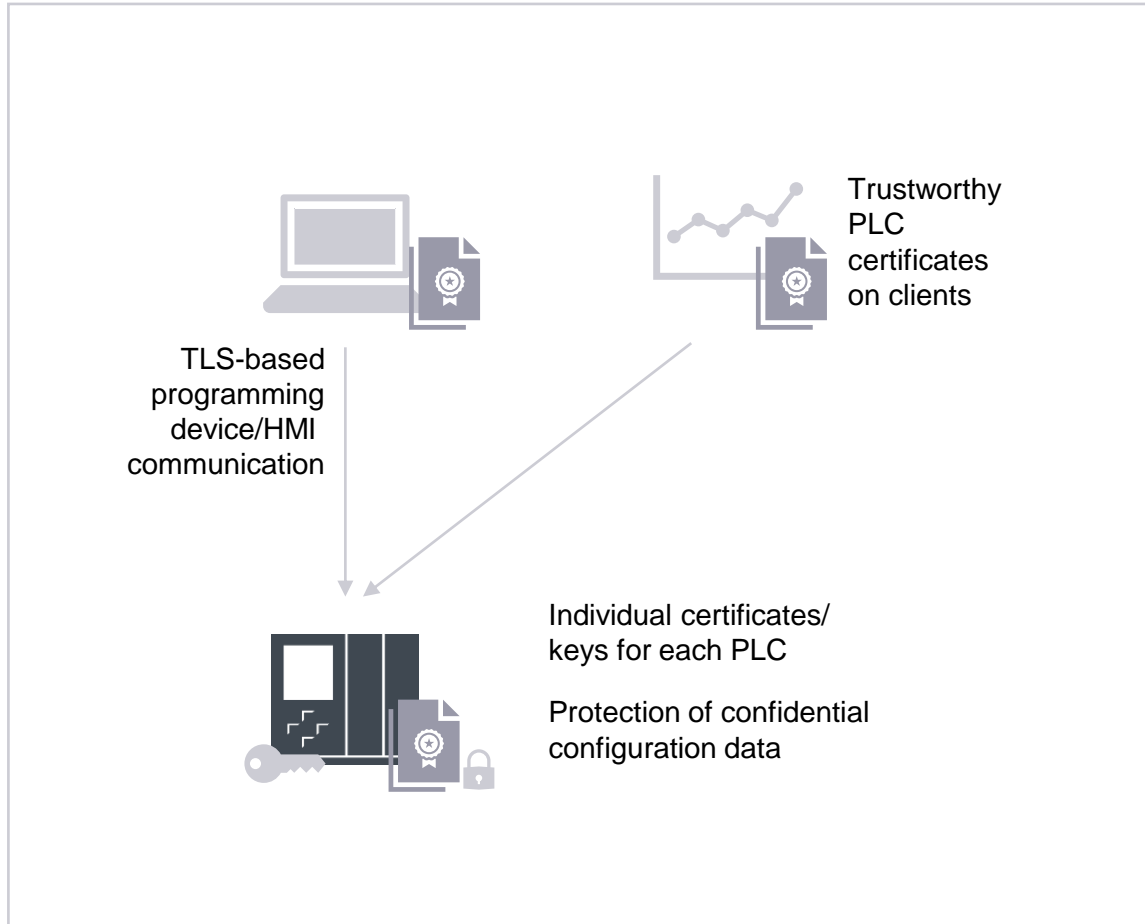 Trustworthy
PLC
certificates
on clients
TLS-based
programming
device/HMI
communication
Individual certificates/
keys for each PLC
Protection of confidential
configuration data